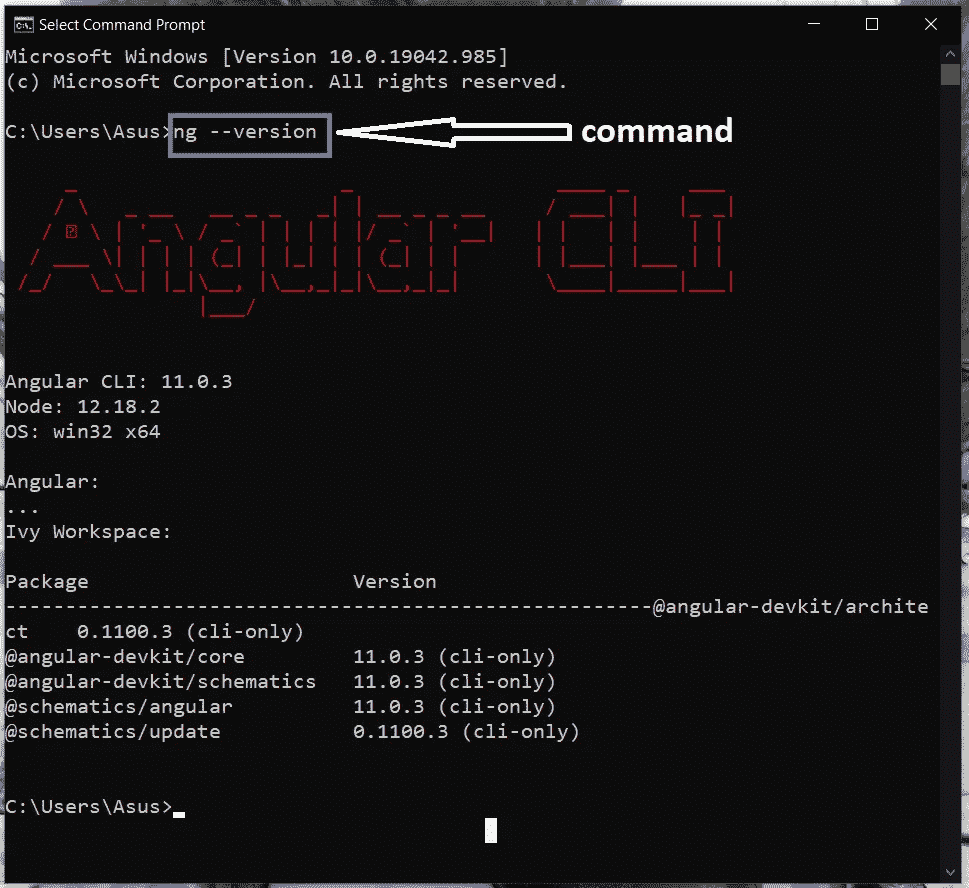 Select Command Prompt
Microsoft Windows [Version 10.0.19042.985]
(c) Microsoft Corporation. All rights reserved.
C:\Users\Asus>ng --version
command
Angular CLI
Angular CLI: 11.0.3
Node: 12.18.2
OS: win32 x64
Angular:
...
Ivy Workspace:
Package                      Version
------------------------------------------------------@angular-devkit/archite
ct    0.1100.3 (cli-only)
@angular-devkit/core         11.0.3 (cli-only)
@angular-devkit/schematics   11.0.3 (cli-only)
@schematics/angular          11.0.3 (cli-only)
@schematics/update           0.1100.3 (cli-only)
C:\Users\Asus>